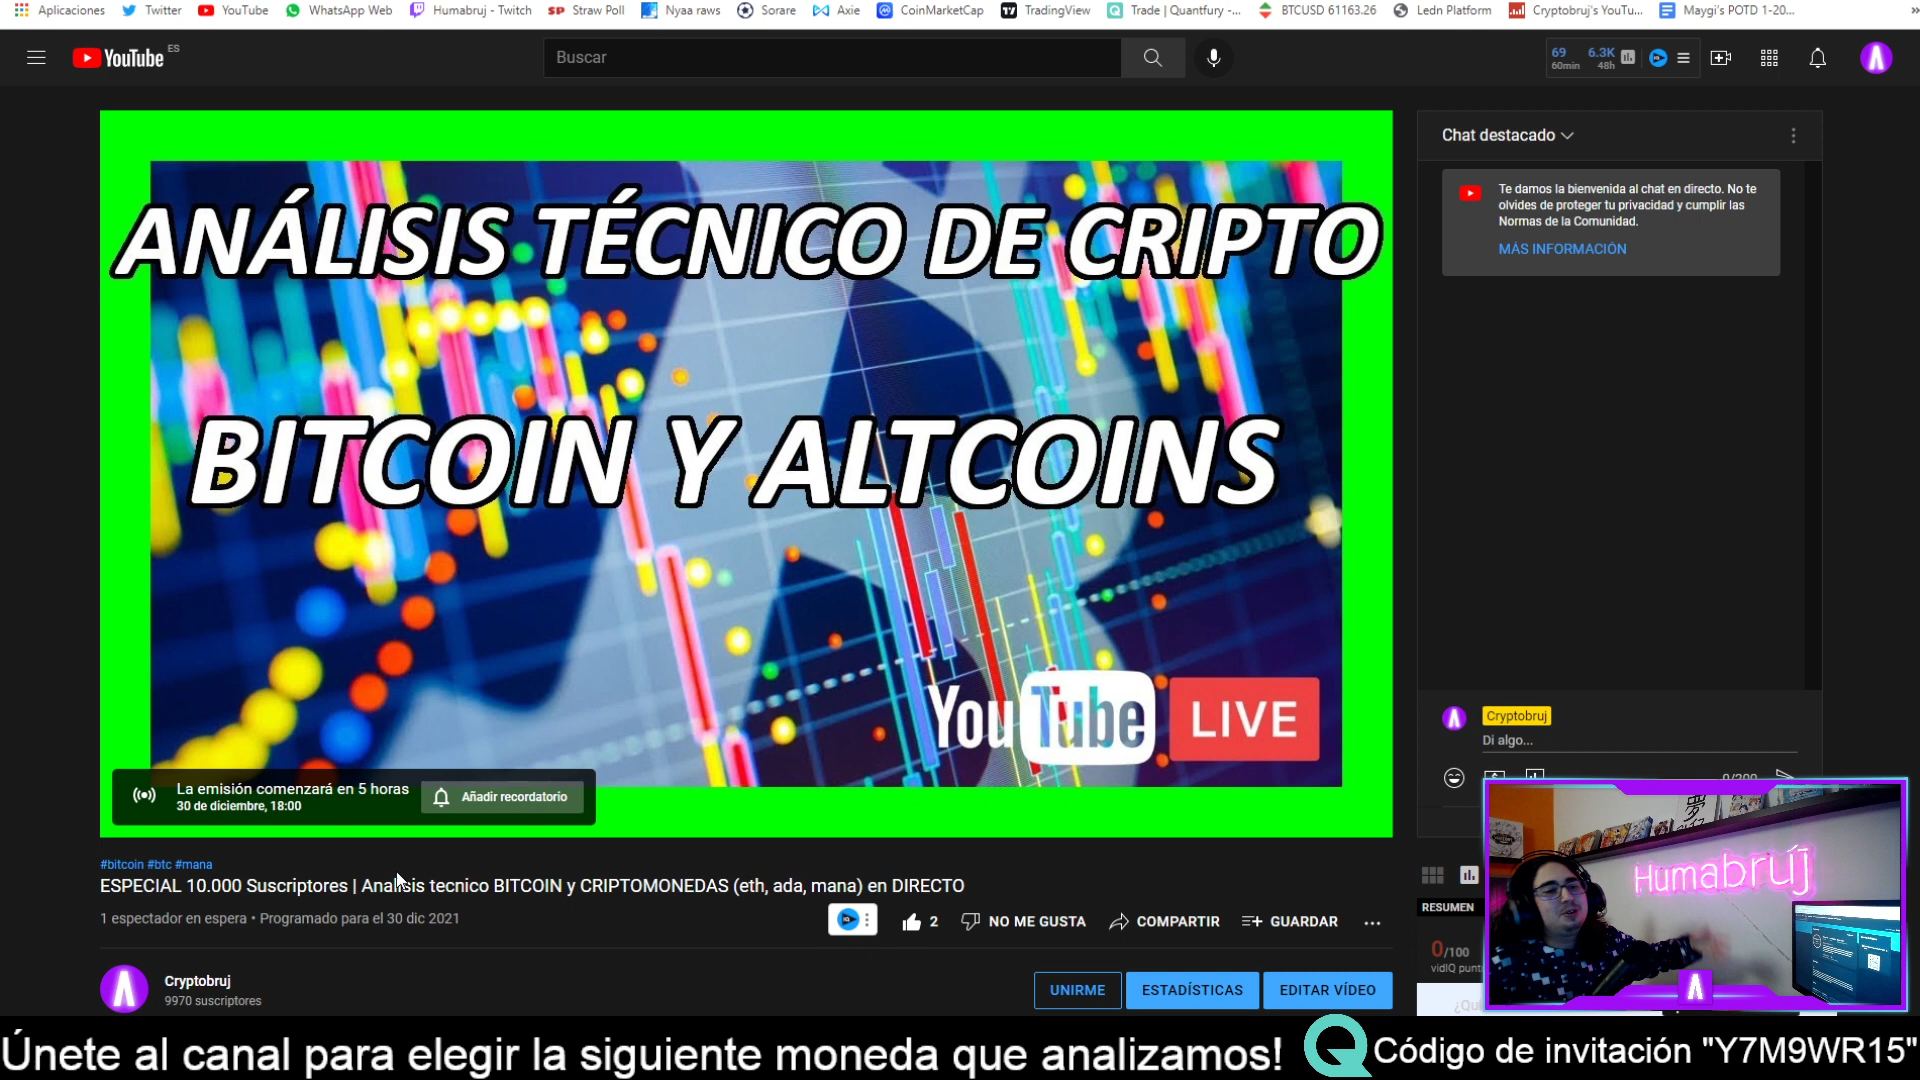 Aplicaciones Twitter YouTube WhatsApp Web Humabruj - Twitch SP Straw Poll Nyaa raws Sorare Axie CoinMarketCap TradingView Trade | Quantfury -... BTCUSD 61163.26 Ledn Platform Cryptobruj's YouTu... Maygi's POTD 1-20... »
YouTube ES
Buscar
69 6.3K
60min 48h
Chat destacado
Te damos la bienvenida al chat en directo. No te
olvides de proteger tu privacidad y cumplir las
Normas de la Comunidad.
MÁS INFORMACIÓN
ANÁLISIS TÉCNICO DE CRIPTO
BITCOIN Y ALTCOINS
YouTube LIVE
La emisión comenzará en 5 horas
30 de diciembre, 18:00
Añadir recordatorio
Cryptobruj
Di algo...
0/200
#bitcoin #btc #mana
ESPECIAL 10.000 Suscriptores | Analisis tecnico BITCOIN y CRIPTOMONEDAS (eth, ada, mana) en DIRECTO
1 espectador en espera • Programado para el 30 dic 2021
2 NO ME GUSTA COMPARTIR GUARDAR ...
Cryptobruj
9970 suscriptores
UNIRME ESTADÍSTICAS EDITAR VÍDEO
RESUMEN
0/100
vidIQ punt
¿Qu
Humabruj
Únete al canal para elegir la siguiente moneda que analizamos!
Código de invitación "Y7M9WR15"